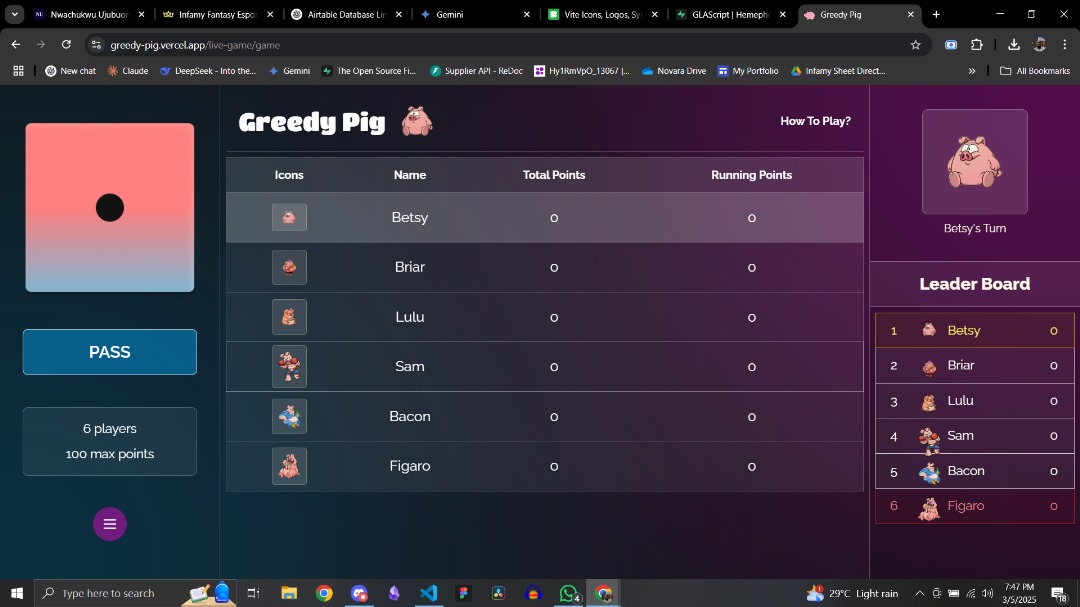 Nwachukwu Ujubuor
Infamy Fantasy Espor
Airtable Database Lin
Gemini
Vite Icons, Logos, Sy
GLAScript | Hemeph
Greedy Pig
greedy-pig.vercel.app/live-game/game
New chat
Claude
DeepSeek - Into the...
Gemini
The Open Source Fi...
Supplier API - ReDoc
Hy1RmVpO_13067 |...
Novara Drive
My Portfolio
Infamy Sheet Direct...
»
All Bookmarks
PASS
6 players
100 max points
Greedy Pig
How To Play?
Icons Name Total Points Running Points
Betsy 0 0
Briar 0 0
Lulu 0 0
Sam 0 0
Bacon 0 0
Figaro 0 0
Betsy's Turn
Leader Board
1 Betsy 0
2 Briar 0
3 Lulu 0
4 Sam 0
5 Bacon 0
6 Figaro 0
Type here to search
4
29°C Light rain
7:47 PM
3/5/2025
18